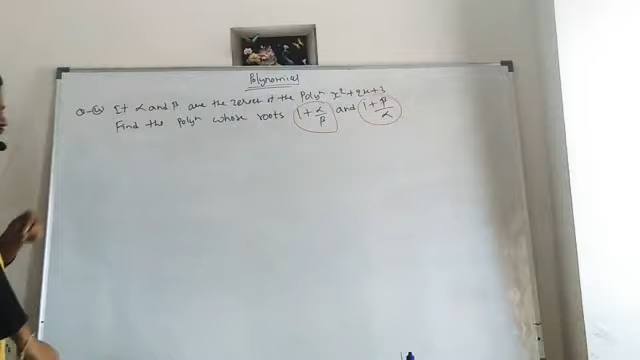 Polynomial
If α and β are the zeroes of the polyn x² + 2x + 3
Find the polyn whose roots 1 + α/β and 1 + β/α